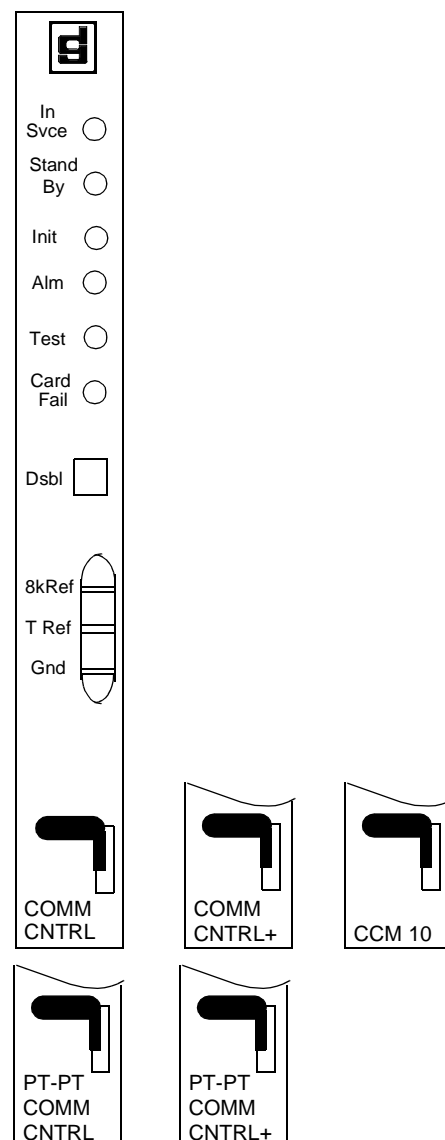 In
Svce
Stand
By
Init
Alm
Test
Card
Fail
Dsbl
8kRef
T Ref
Gnd
COMM
CNTRL
COMM
CNTRL+
CCM 10
PT-PT
COMM
CNTRL
PT-PT
COMM
CNTRL+